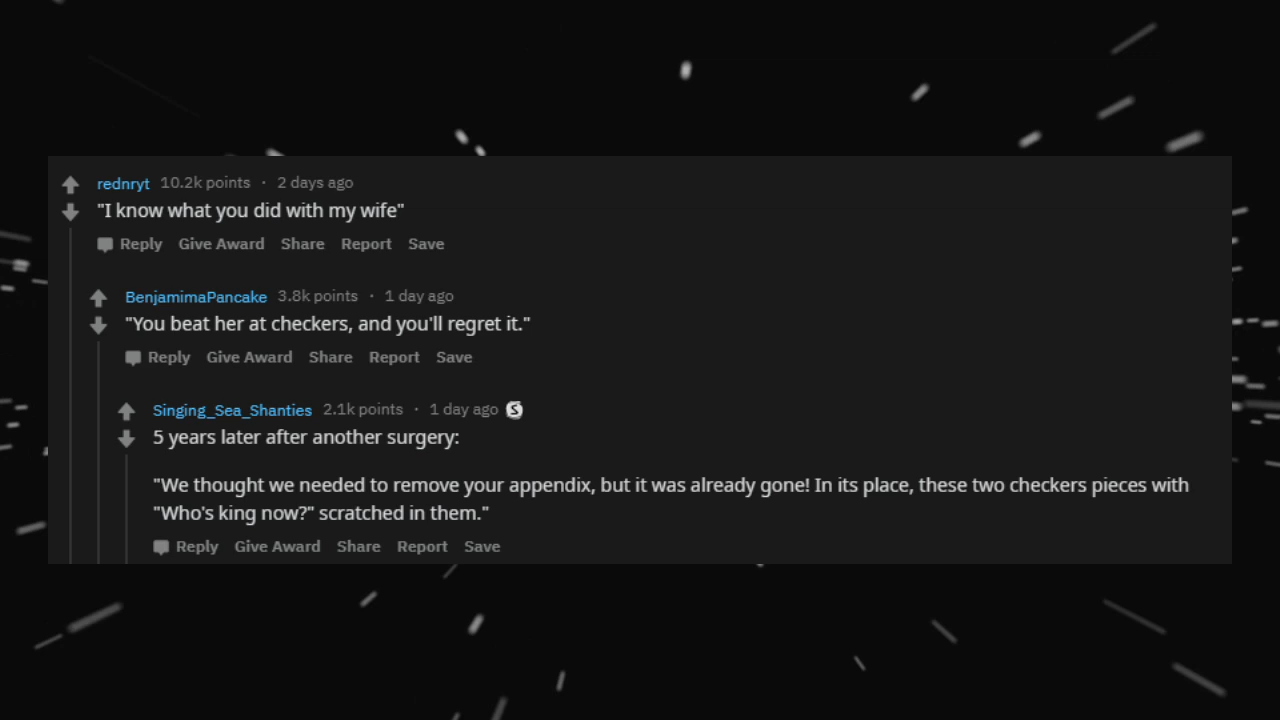 rednryt 10.2k points · 2 days ago
"I know what you did with my wife"
Reply Give Award Share Report Save
BenjamimaPancake 3.8k points · 1 day ago
"You beat her at checkers, and you'll regret it."
Reply Give Award Share Report Save
Singing_Sea_Shanties 2.1k points · 1 day ago S
5 years later after another surgery:
"We thought we needed to remove your appendix, but it was already gone! In its place, these two checkers pieces with
"Who's king now?" scratched in them."
Reply Give Award Share Report Save